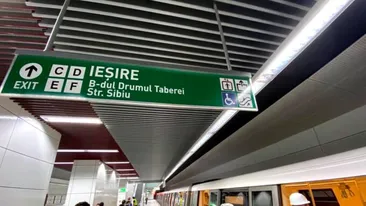 IEȘIRE
C D
EXIT E F
B-dul Drumul Taberei
Str. Sibiu